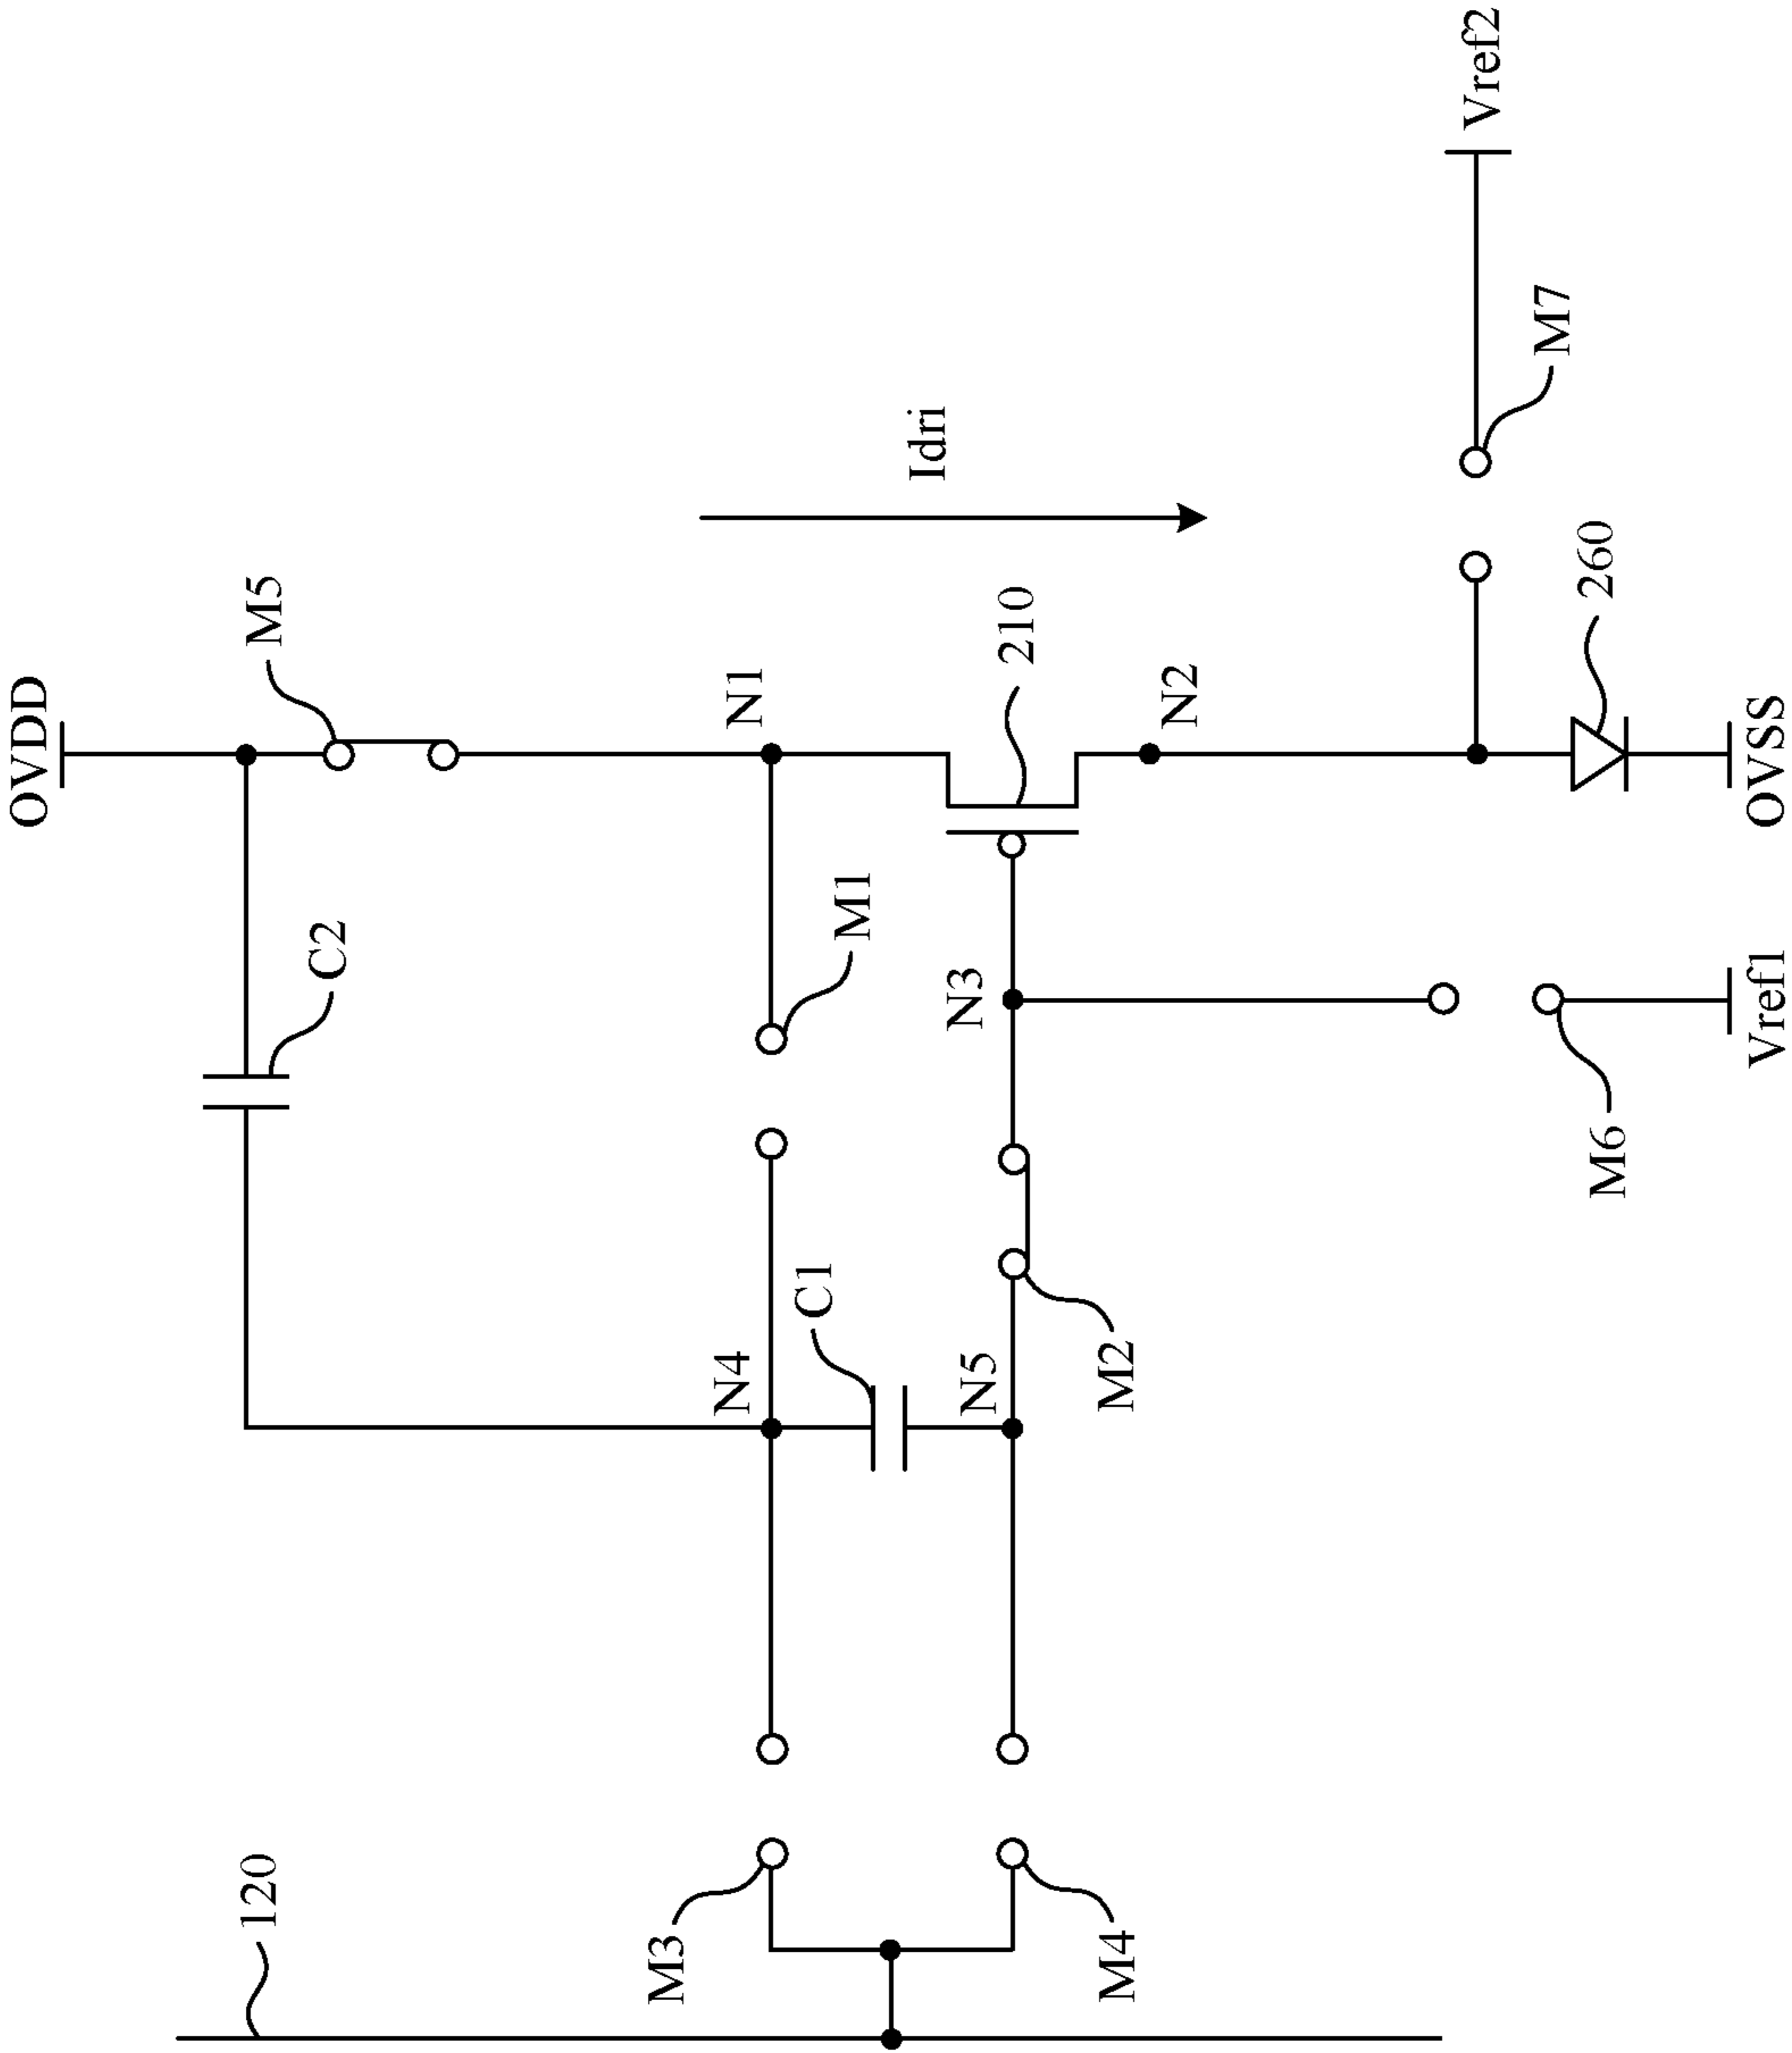 OVDD
M5
C2
N1
Idri
M1
N4
C1
N3
210
N2
N5
M2
Vref2
M7
260
OVSS
Vref1
M6
120
M3
M4